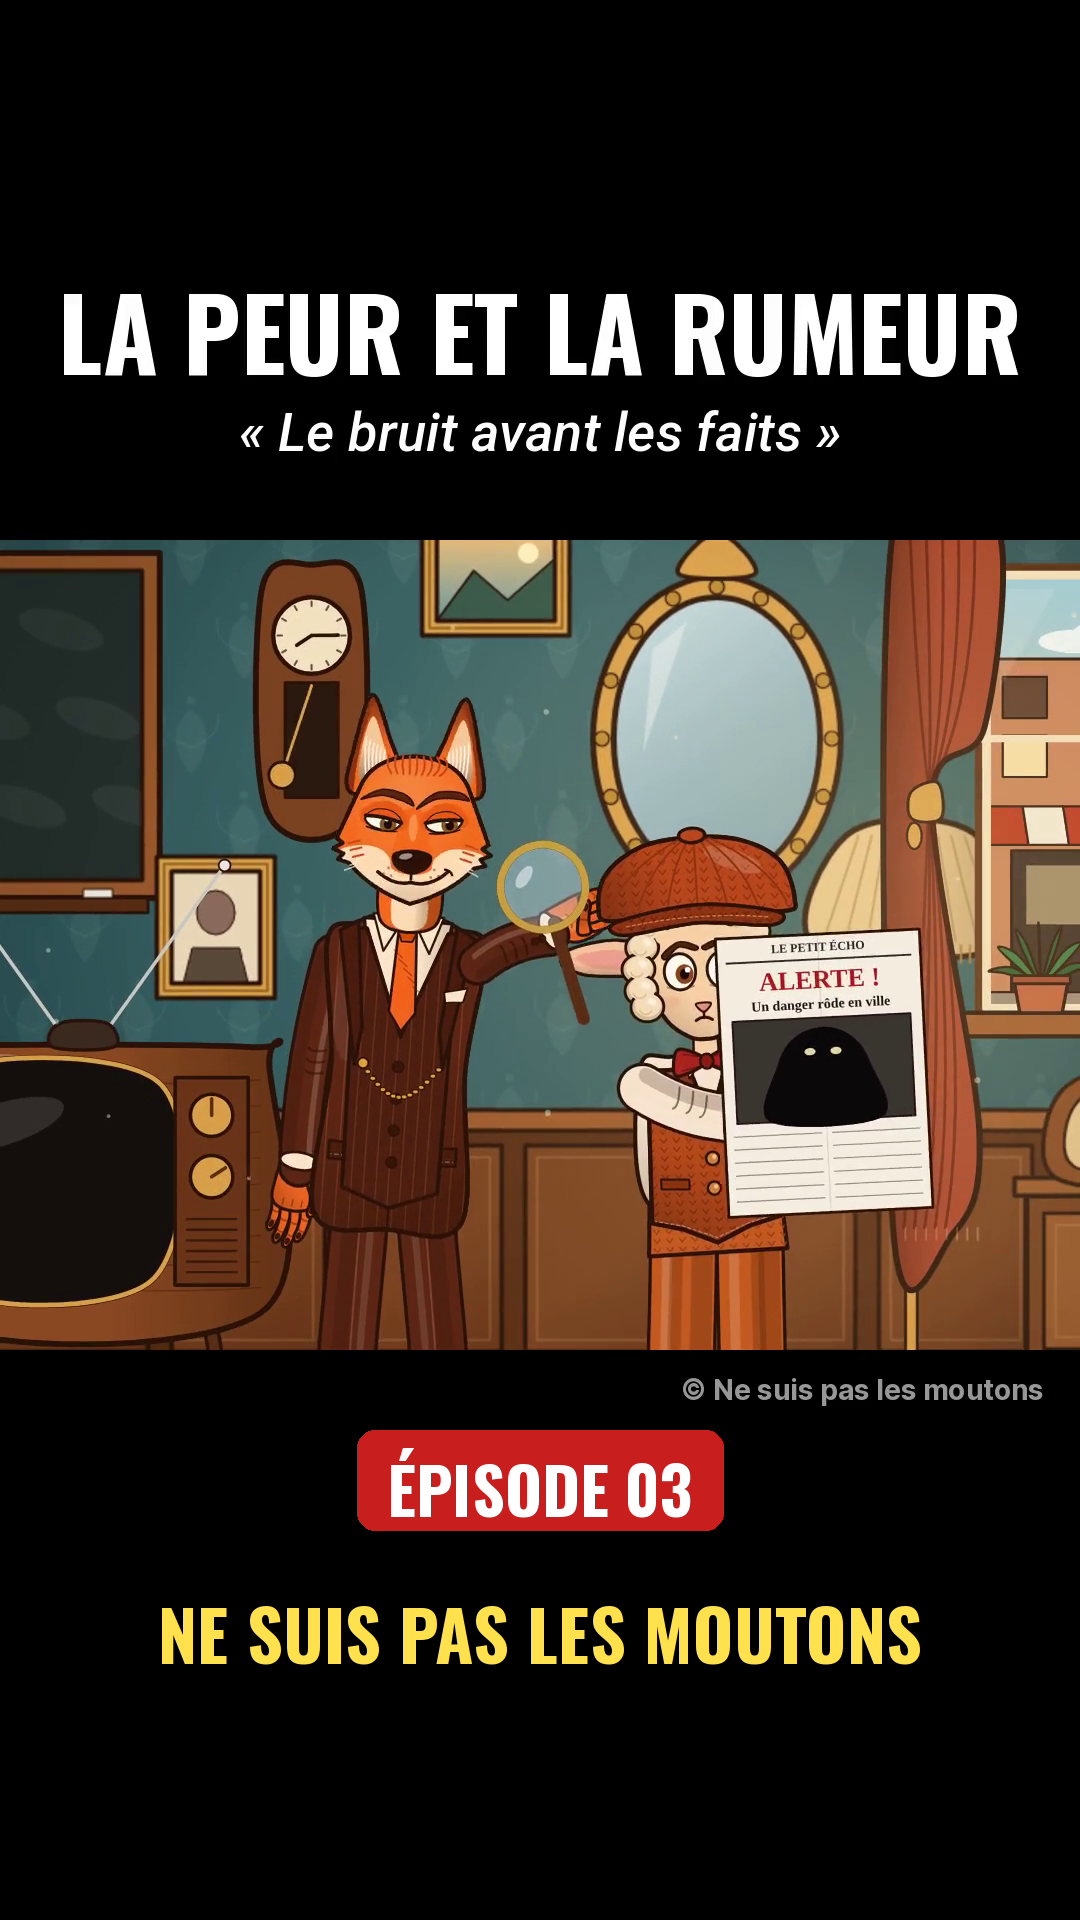 LA PEUR ET LA RUMEUR
« Le bruit avant les faits »
LE PETIT ÉCHO
ALERTE !
Un danger rôde en ville
© Ne suis pas les moutons
ÉPISODE 03
NE SUIS PAS LES MOUTONS